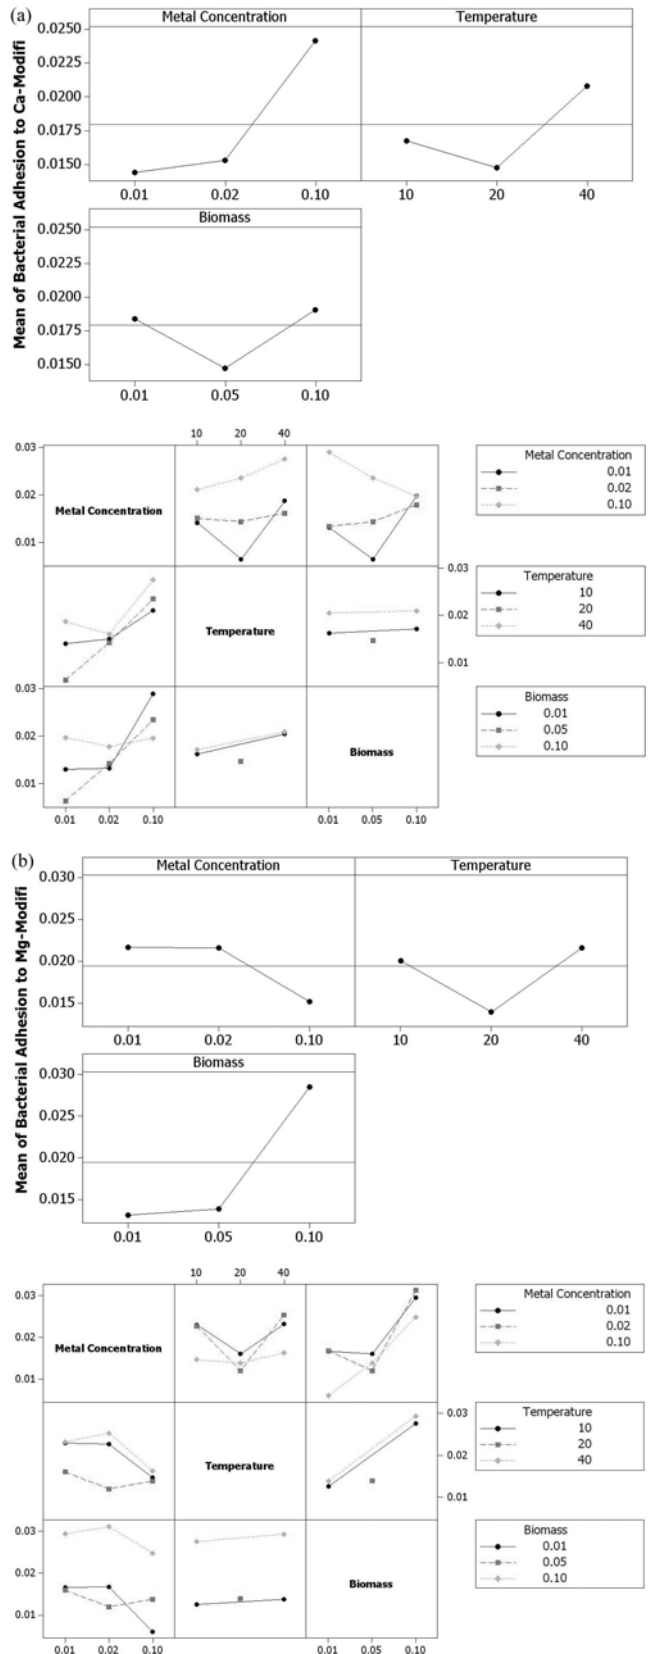 (a)
Metal Concentration Temperature
0.0250
0.0225
0.0200
0.0175
0.0150
0.01 0.02 0.10 10 20 40
Biomass
0.0250
0.0225
0.0200
0.0175
0.0150
0.01 0.05 0.10
Mean of Bacterial Adhesion to Ca-Modifi
10 20 40
0.03
0.02
0.01
Metal Concentration
Metal Concentration
0.01
0.02
0.10
0.03
0.02
0.01
Temperature
Temperature
10
20
40
0.03
0.02
0.01
Biomass
Biomass
0.01
0.05
0.10
0.01 0.02 0.10 0.01 0.05 0.10
(b)
Metal Concentration Temperature
0.030
0.025
0.020
0.015
0.01 0.02 0.10 10 20 40
Biomass
0.030
0.025
0.020
0.015
0.01 0.05 0.10
Mean of Bacterial Adhesion to Mg-Modifi
10 20 40
0.03
0.02
0.01
Metal Concentration
Metal Concentration
0.01
0.02
0.10
0.03
0.02
0.01
Temperature
Temperature
10
20
40
0.03
0.02
0.01
Biomass
Biomass
0.01
0.05
0.10
0.01 0.02 0.10 0.01 0.05 0.10